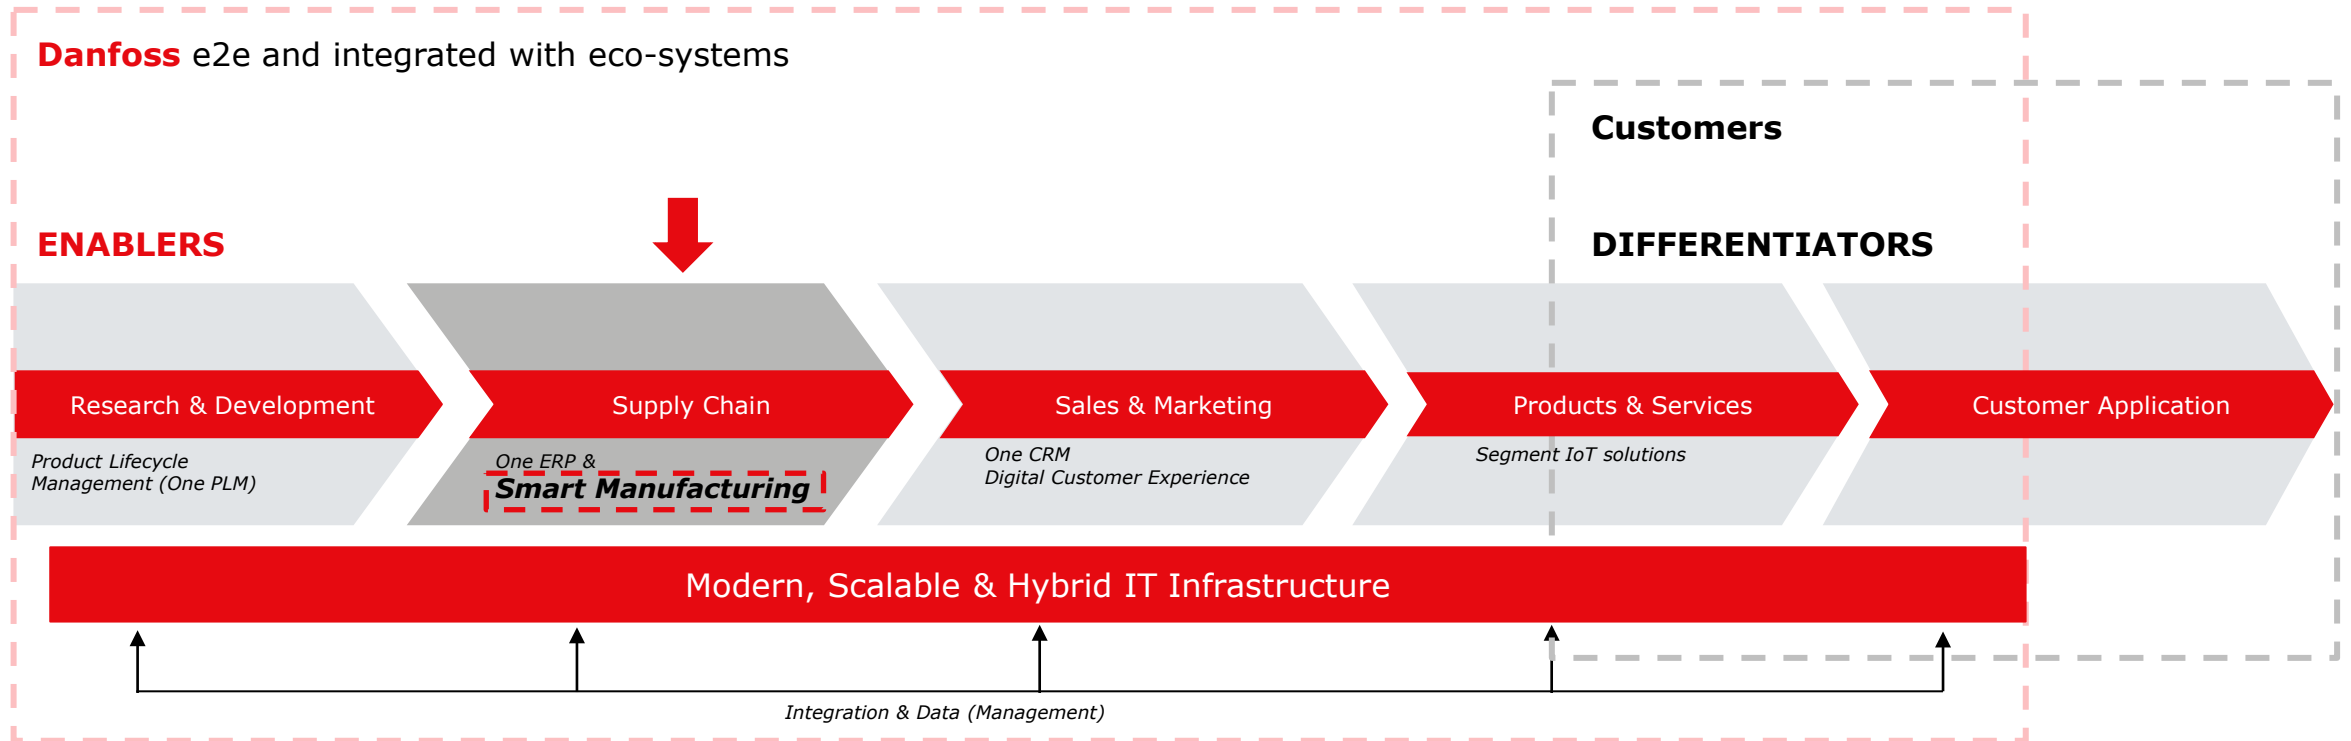 Danfoss e2e and integrated with eco-systems
Customers
ENABLERS
DIFFERENTIATORS
Research & Development
Supply Chain
Sales & Marketing
Products & Services
Customer Application
Product Lifecycle
Management (One PLM)
One ERP &
Smart Manufacturing
One CRM
Digital Customer Experience
Segment IoT solutions
Modern, Scalable & Hybrid IT Infrastructure
Integration & Data (Management)